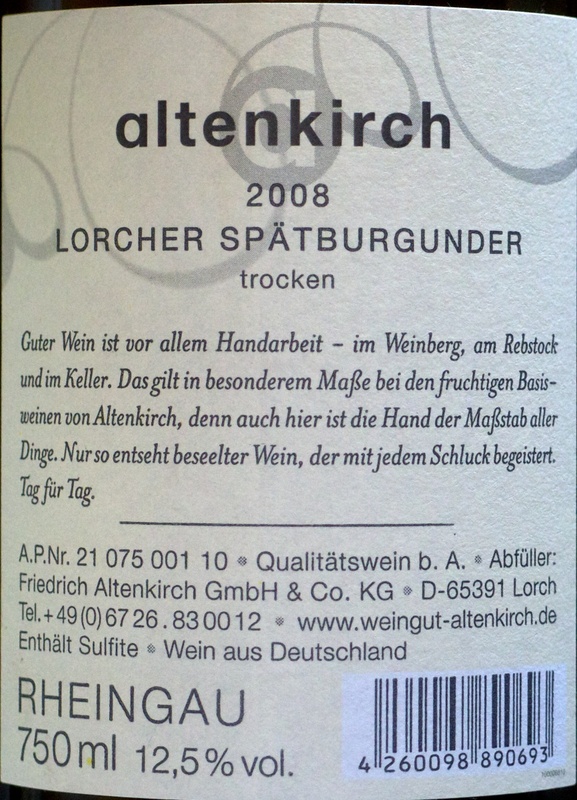 altenkirch
2008
LORCHER SPÄTBURGUNDER
trocken
Guter Wein ist vor allem Handarbeit – im Weinberg, am Rebstock
und im Keller. Das gilt in besonderem Maße bei den fruchtigen Basis-
weinen von Altenkirch, denn auch hier ist die Hand der Maßstab aller
Dinge. Nur so entseht beseelter Wein, der mit jedem Schluck begeistert.
Tag für Tag.
A.P.Nr. 21 075 001 10 • Qualitätswein b. A. • Abfüller:
Friedrich Altenkirch GmbH & Co. KG • D-65391 Lorch
Tel.+49(0)6726.830012 • www.weingut-altenkirch.de
Enthält Sulfite • Wein aus Deutschland
RHEINGAU
750ml 12,5% vol.
4 260098 890693